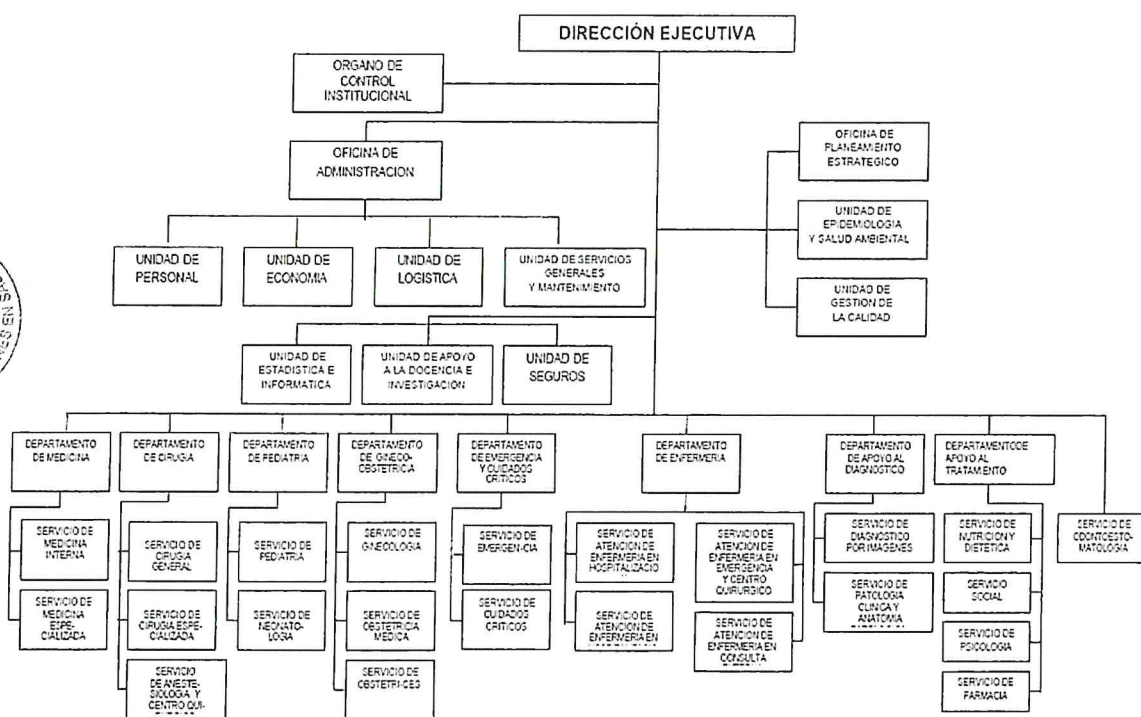 DIRECCIÓN EJECUTIVA
ORGANO DE
CONTROL
INSTITUCIONAL
OFICINA DE
ADMINISTRACION
OFICINA DE
PLANEAMIENTO
ESTRATEGICO
UNIDAD DE
EPIDEMIOLOGIA
Y SALUD AMBIENTAL
UNIDAD DE
GESTION DE
LA CALIDAD
UNIDAD DE
PERSONAL
UNIDAD DE
ECONOMIA
UNIDAD DE
LOGISTICA
UNIDAD DE SERVICIOS
GENERALES
Y MANTENIMIENTO
UNIDAD DE
ESTADISTICA E
INFORMATICA
UNIDAD DE APOYO
A LA DOCENCIA E
INVESTIGACION
UNIDAD DE
SEGUROS
DEPARTAMENTO
DE MEDICINA
DEPARTAMENTO
DE CIRUGIA
DEPARTAMENTO
DE PEDIATRIA
DEPARTAMENTO
DE GINECO-
OBSTETRICIA
DEPARTAMENTO
DE EMERGENCIA
Y CUIDADOS
CRITICOS
DEPARTAMENTO
DE ENFERMERIA
DEPARTAMENTO
DE APOYO AL
DIAGNOSTICO
DEPARTAMENTO DE
APOYO AL
TRATAMIENTO
SERVICIO DE
MEDICINA
INTERNA
SERVICIO DE
MEDICINA
ESPE-
CIALIZADA
SERVICIO DE
CIRUGIA
GENERAL
SERVICIO DE
CIRUGIA ESPE-
CIALIZADA
SERVICIO
DE ANESTE-
SIOLOGIA Y
CENTRO QUI-
SERVICIO DE
PEDIATRIA
SERVICIO DE
NEONATO-
LOGIA
SERVICIO DE
GINECOLOGIA
SERVICIO DE
OBSTETRICIA
MEDICA
SERVICIO DE
OBSTETRI-CES
SERVICIO DE
EMERGEN-CIA
SERVICIO DE
CUIDADOS
CRITICOS
SERVICIO DE
ATENCION DE
ENFERMERIA EN
HOSPITALIZACIO
SERVICIO DE
ATENCION DE
ENFERMERIA EN
SERVICIO DE
ATENCION DE
ENFERMERIA EN
EMERGENCIA
Y CENTRO
QUIRURGICO
SERVICIO DE
ATENCION DE
ENFERMERIA EN
CONSULTA
SERVICIO DE
DIAGNOSTICO
POR IMAGENES
SERVICIO DE
PATOLOGIA
CLINICA Y
ANATOMIA
SERVICIO DE
NUTRICION Y
DIETETICA
SERVICIO
SOCIAL
SERVICIO DE
PSICOLOGIA
SERVICIO DE
FARMACIA
SERVICIO DE
ODONTOESTO-
MATOLOGIA